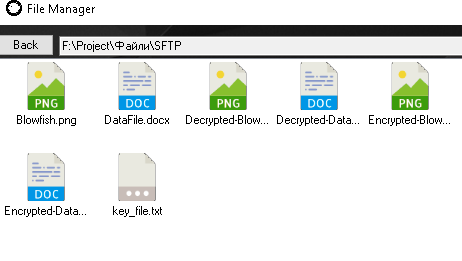 File Manager
Back F:\Project\Файли\SFTP
PNG DOC PNG DOC PNG
Blowfish.png DataFile.docx Decrypted-Blow... Decrypted-Data... Encrypted-Blow...
DOC
Encrypted-Data... key_file.txt